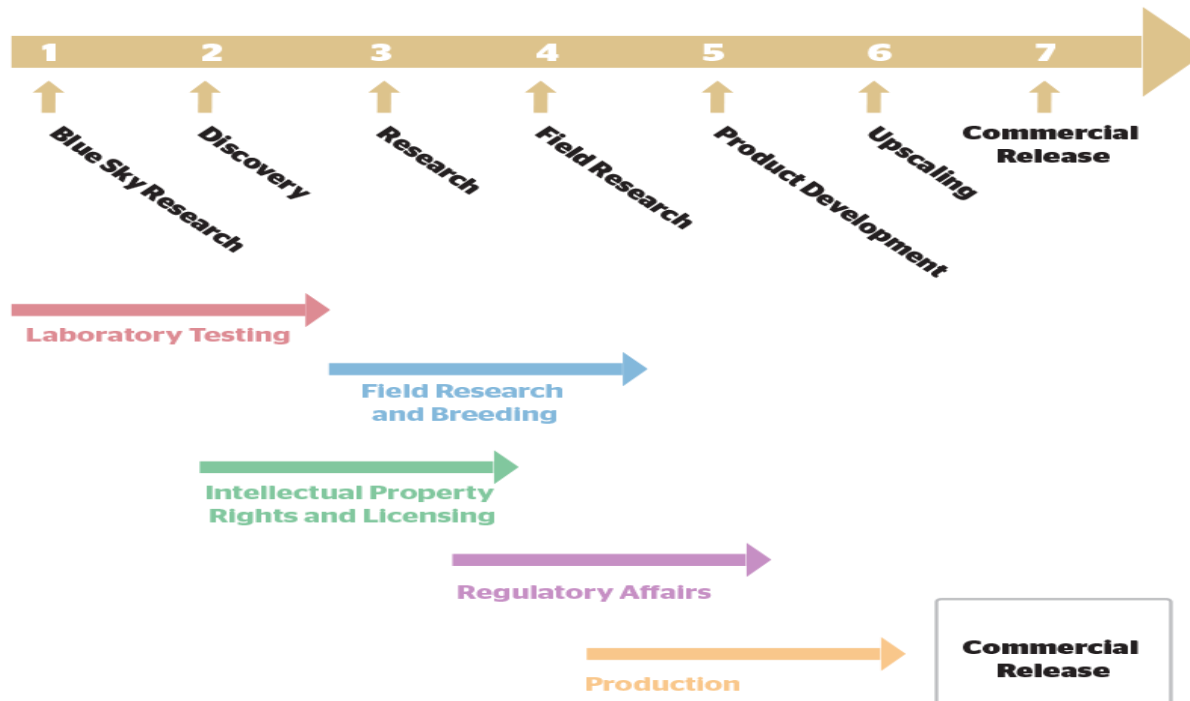 1 2 3 4 5 6 7
Blue Sky Research
Discovery
Research
Field Research
Product Development
Upscaling
Commercial
Release
Laboratory Testing
Field Research
and Breeding
Intellectual Property
Rights and Licensing
Regulatory Affairs
Production
Commercial
Release